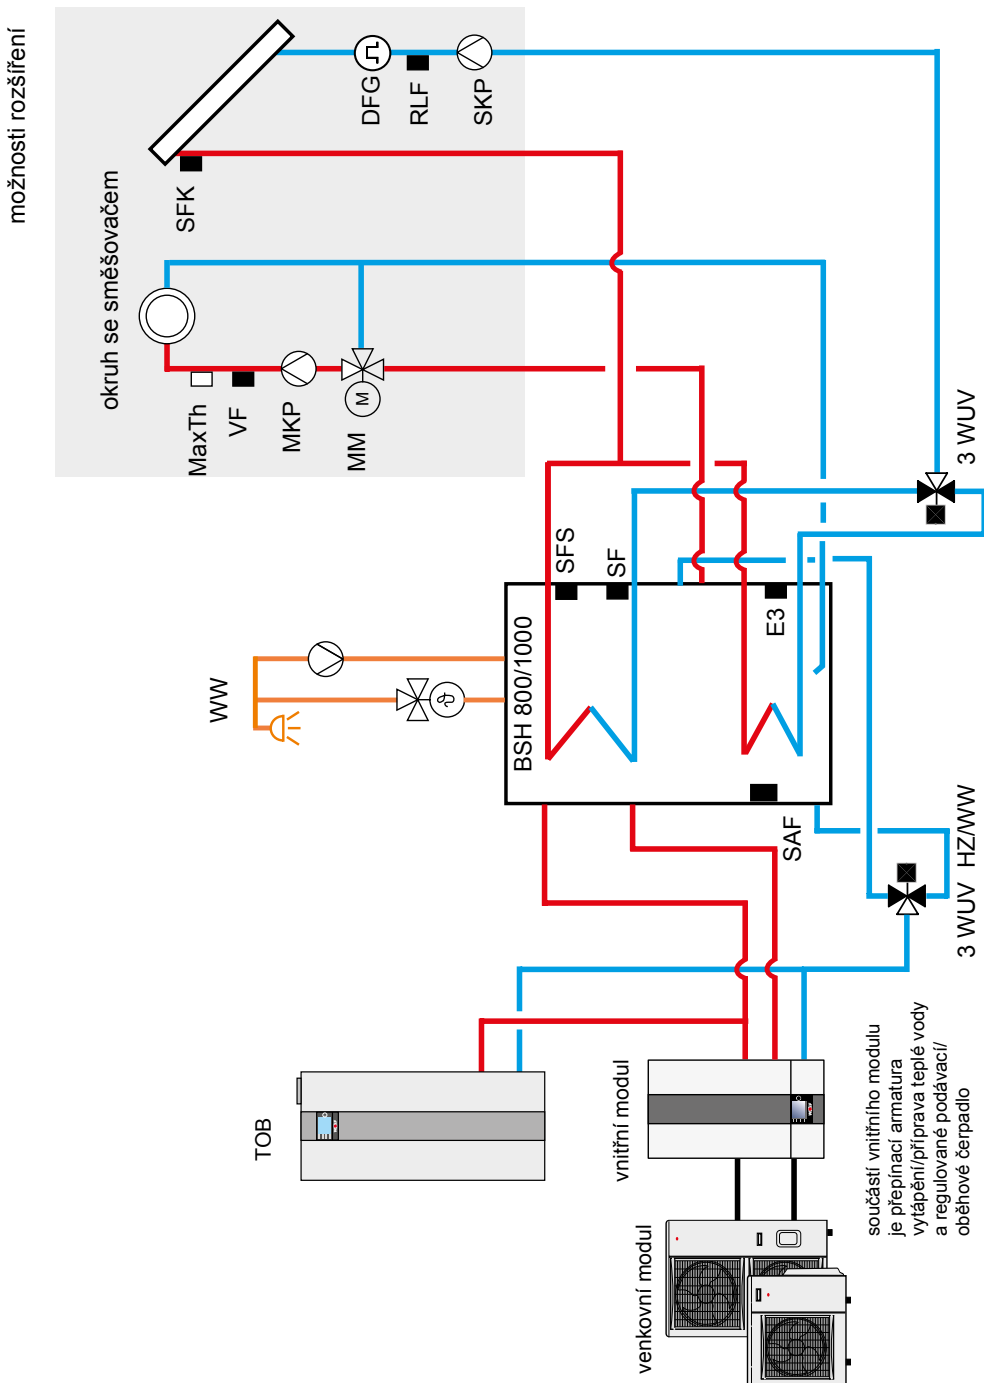 možnosti rozšíření
okruh se směšovačem
SFK
DFG
RLF
SKP
MaxTh
VF
MKP
MM
M
3 WUV
WW
BSH 800/1000
SFS
SF
E3
SAF
3 WUV HZ/WW
TOB
vnitřní modul
venkovní modul
součástí vnitřního modulu
je přepínací armatura
vytápění/příprava teplé vody
a regulované podávací/
oběhové čerpadlo
ϑ